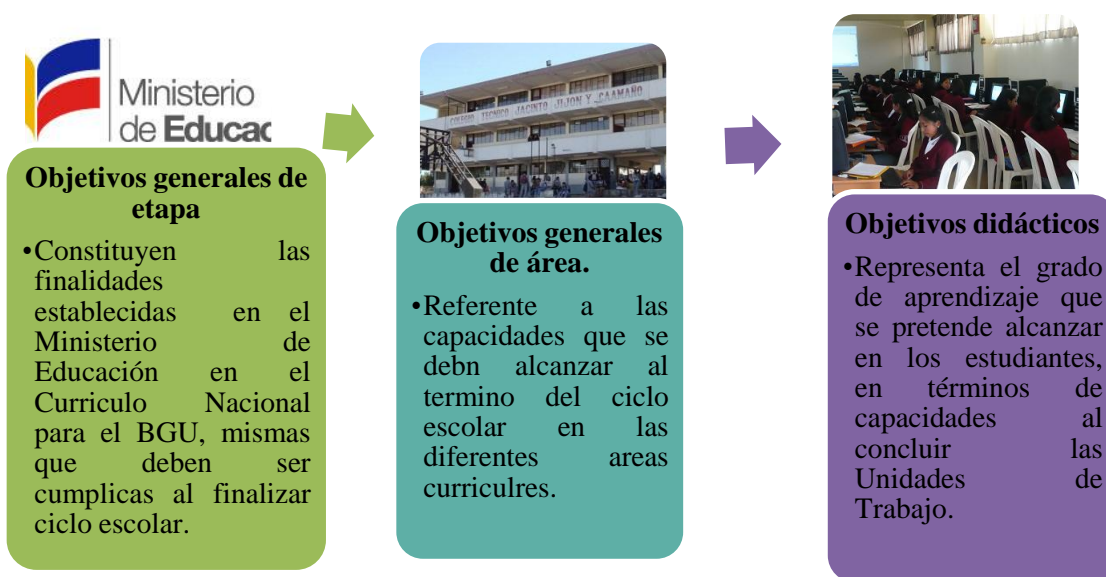 Ministerio
de Educac
Objetivos generales de
etapa
•Constituyen las
finalidades
establecidas en el
Ministerio de
Educación en el
Curriculo Nacional
para el BGU, mismas
que deben ser
cumplicas al finalizar
ciclo escolar.
COLEGIO TECNICO JACINTO JIJON Y CAAMAÑO
Objetivos generales
de área.
•Referente a las
capacidades que se
debn alcanzar al
termino del ciclo
escolar en las
diferentes areas
curriculres.
Objetivos didácticos
•Representa el grado
de aprendizaje que
se pretende alcanzar
en los estudiantes,
en términos de
capacidades al
concluir las
Unidades de
Trabajo.